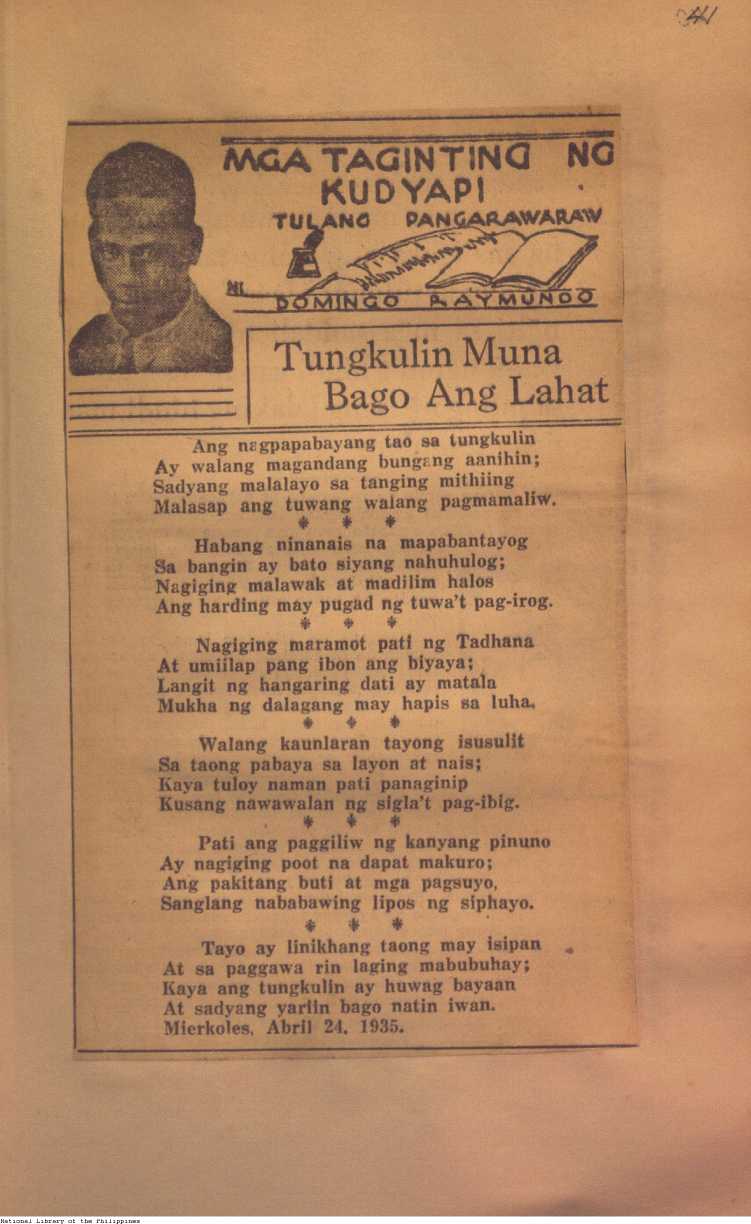 41
MGA TAGINTING NG
KUDYAPI
TULANG PANGARAWARAW
NI
DOMINGO RAYMUNDO
Tungkulin Muna
Bago Ang Lahat
Ang nagpapabayang tao sa tungkulin
Ay walang magandang bungang aanihin;
Sadyang malalayo sa tanging mithiing
Malasap ang tuwang walang pagmamaliw.
* * *
Habang ninanais na mapabantayog
Sa bangin ay bato siyang nahuhulog;
Nagiging malawak at madilim halos
Ang harding may pugad ng tuwa't pag-irog.
* * *
Nagiging maramot pati ng Tadhana
At umiilap pang ibon ang biyaya;
Langit ng hangaring dati ay matala
Mukha ng dalagang may hapis sa luha.
* * *
Walang kaunlaran tayong isusulit
Sa taong pabaya sa layon at nais;
Kaya tuloy naman pati panaginip
Kusang nawawalan ng sigla't pag-ibig.
* * *
Pati ang paggiliw ng kanyang pinuno
Ay nagiging poot na dapat makuro;
Ang pakitang buti at mga pagsuyo,
Sanglang nababawing lipos ng siphayo.
* * *
Tayo ay linikhang taong may isipan
At sa paggawa rin laging mabubuhay;
Kaya ang tungkulin ay huwag bayaan
At sadyang yariin bago natin iwan.
Mierkoles, Abril 24, 1935.
National Library of the Philippines